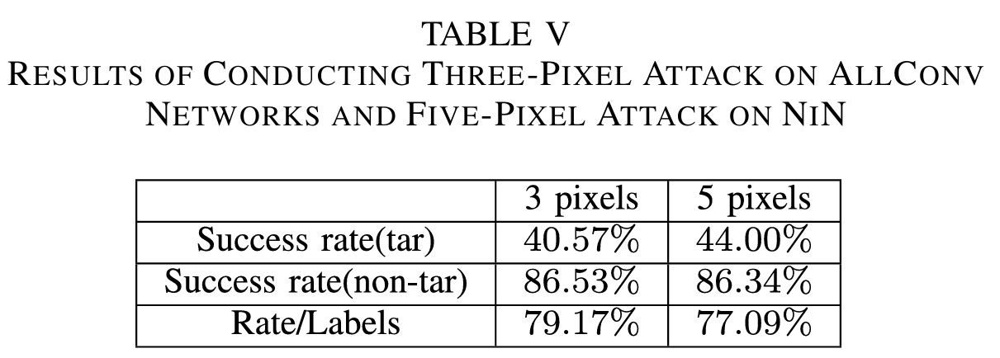 TABLE V
RESULTS OF CONDUCTING THREE-PIXEL ATTACK ON ALLCONV
NETWORKS AND FIVE-PIXEL ATTACK ON NIN
3 pixels 5 pixels
Success rate(tar) 40.57% 44.00%
Success rate(non-tar) 86.53% 86.34%
Rate/Labels 79.17% 77.09%